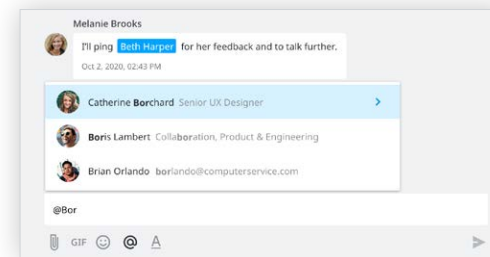 Melanie Brooks
I'll ping Beth Harper for her feedback and to talk further.
Oct 2, 2020, 02:43 PM
Catherine Borchard Senior UX Designer
Boris Lambert Collaboration, Product & Engineering
Brian Orlando borlando@computerservice.com
@Bor
GIF @ A